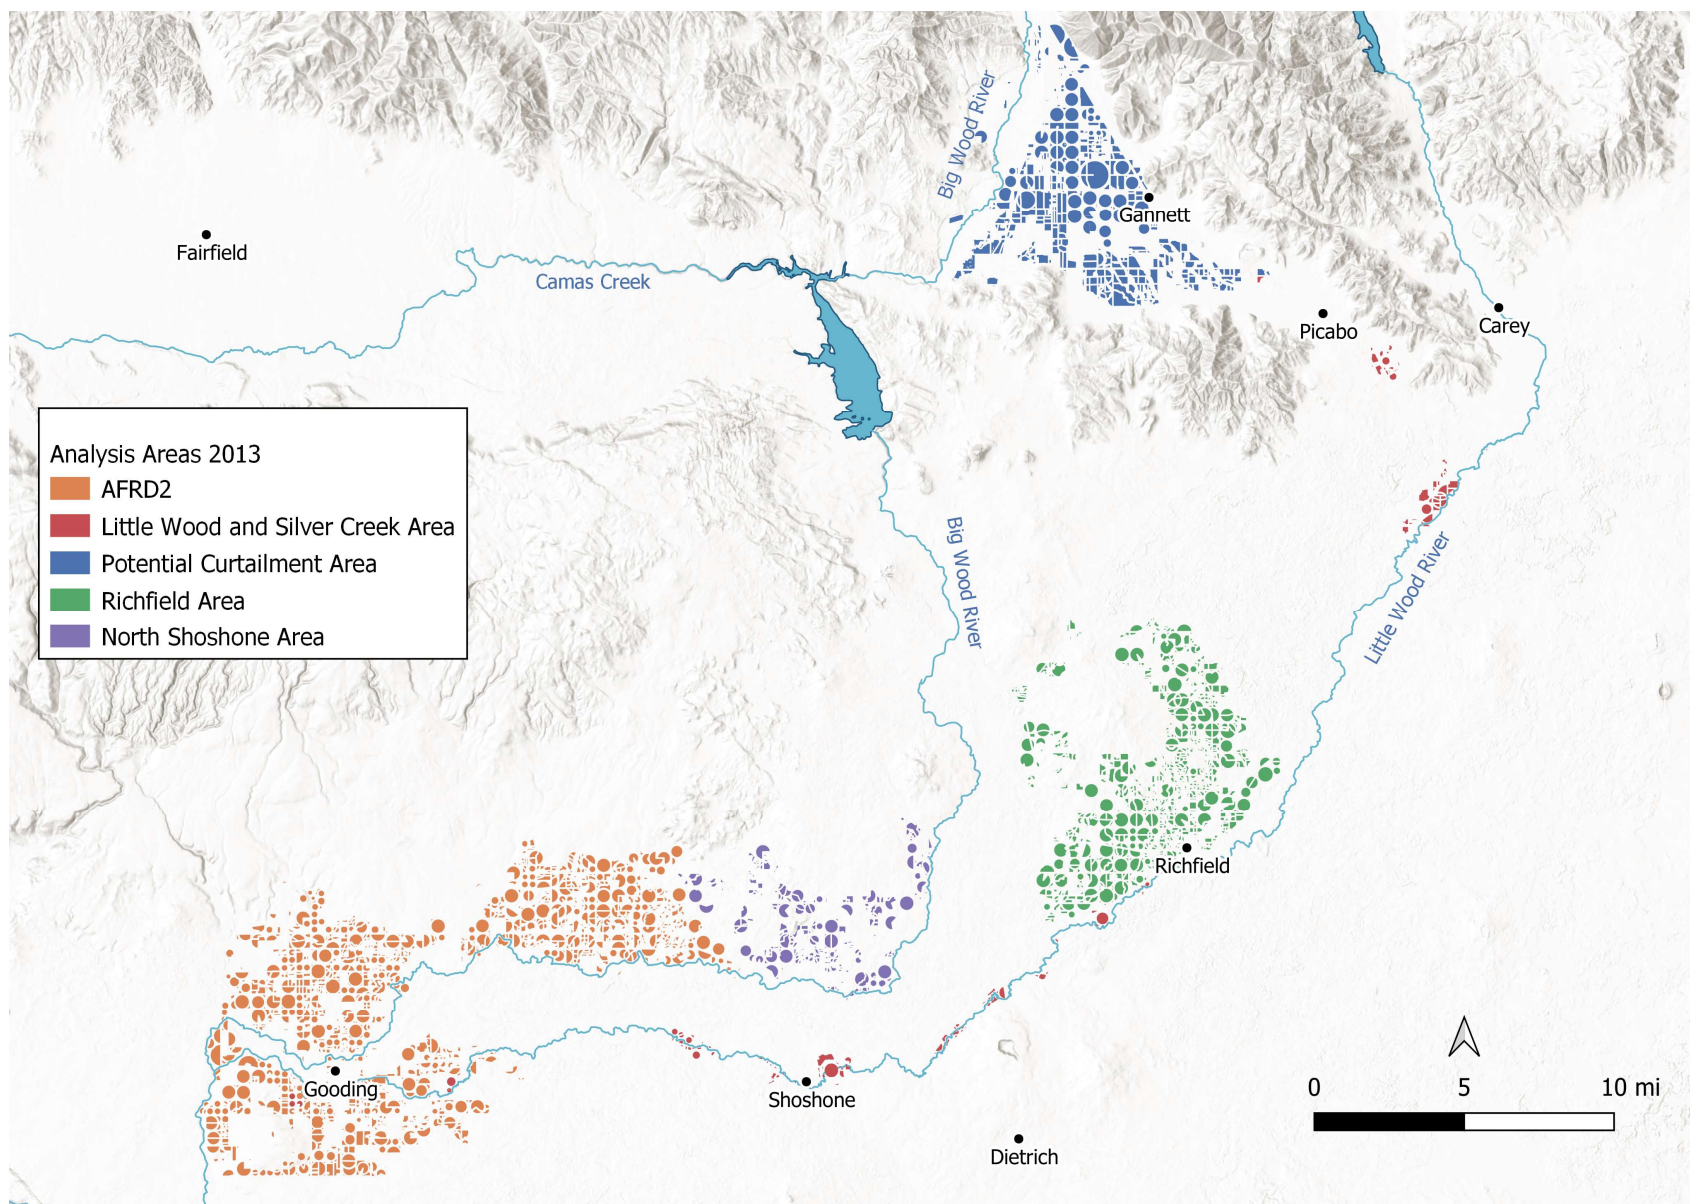 Big Wood River
Gannett
Fairfield
Camas Creek
Picabo
Carey
Analysis Areas 2013
AFRD2
Little Wood and Silver Creek Area
Potential Curtailment Area
Richfield Area
North Shoshone Area
Big Wood River
Little Wood River
Richfield
Gooding
Shoshone
Dietrich
0 5 10 mi